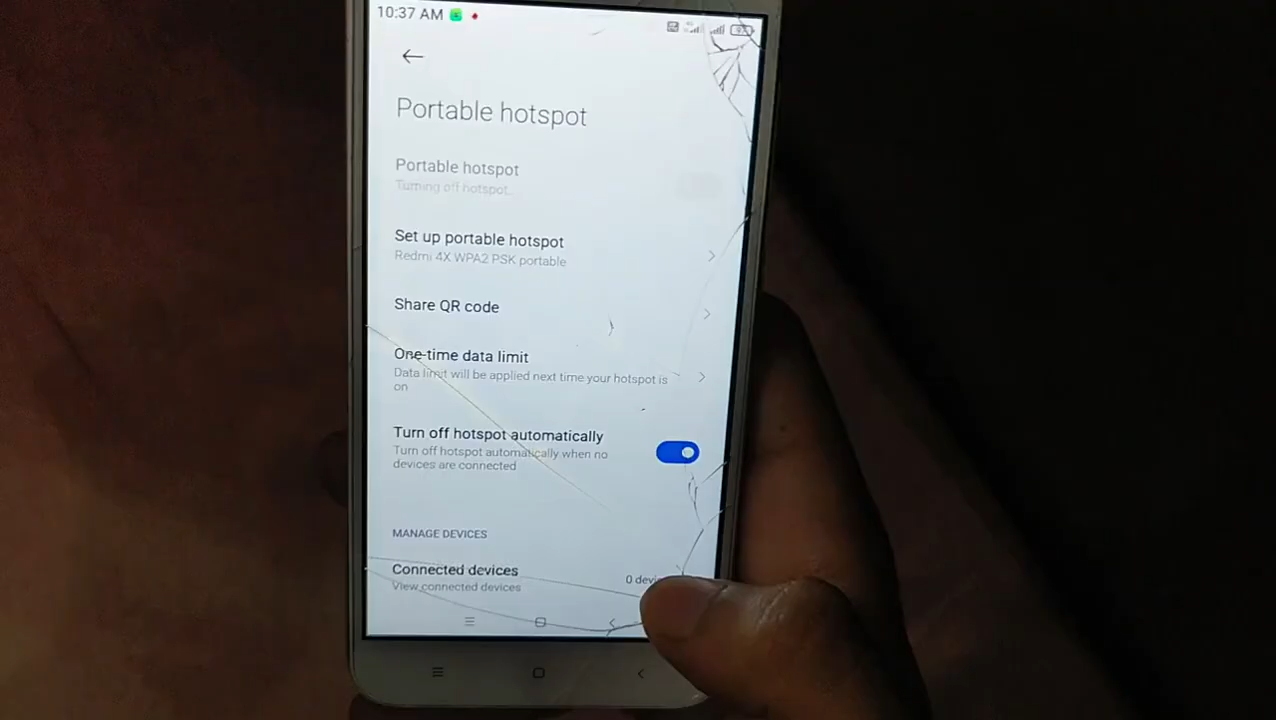 10:37 AM
Portable hotspot
Portable hotspot
Turning off hotspot.
Set up portable hotspot
Redmi 4X WPA2 PSK portable
Share QR code
One-time data limit
Data limit will be applied next time your hotspot is
on
Turn off hotspot automatically
Turn off hotspot automatically when no
devices are connected
MANAGE DEVICES
Connected devices
0
View connected devices